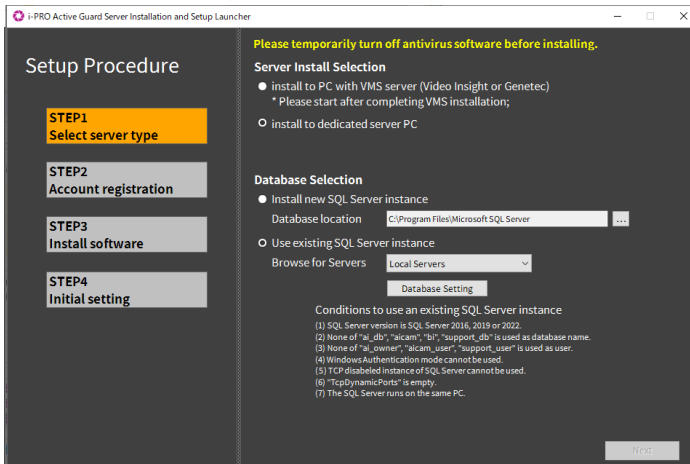 i-PRO Active Guard Server Installation and Setup Launcher
Please temporarily turn off antivirus software before installing.
Setup Procedure
Server Install Selection
install to PC with VMS server (Video Insight or Genetec)
* Please start after completing VMS installation;
install to dedicated server PC
STEP1
Select server type
STEP2
Account registration
STEP3
Install software
STEP4
Initial setting
Database Selection
Install new SQL Server instance
Database location
C:\Program Files\Microsoft SQL Server
...
Use existing SQL Server instance
Browse for Servers
Local Servers
Database Setting
Conditions to use an existing SQL Server instance
(1) SQL Server version is SQL Server 2016, 2019 or 2022.
(2) None of "ai_db", "aicam", "bi", "support_db" is used as database name.
(3) None of "ai_owner", "aicam_user", "support_user" is used as user.
(4) Windows Authentication mode cannot be used.
(5) TCP disabeled instance of SQL Server cannot be used.
(6) "TcpDynamicPorts" is empty.
(7) The SQL Server runs on the same PC.
Next